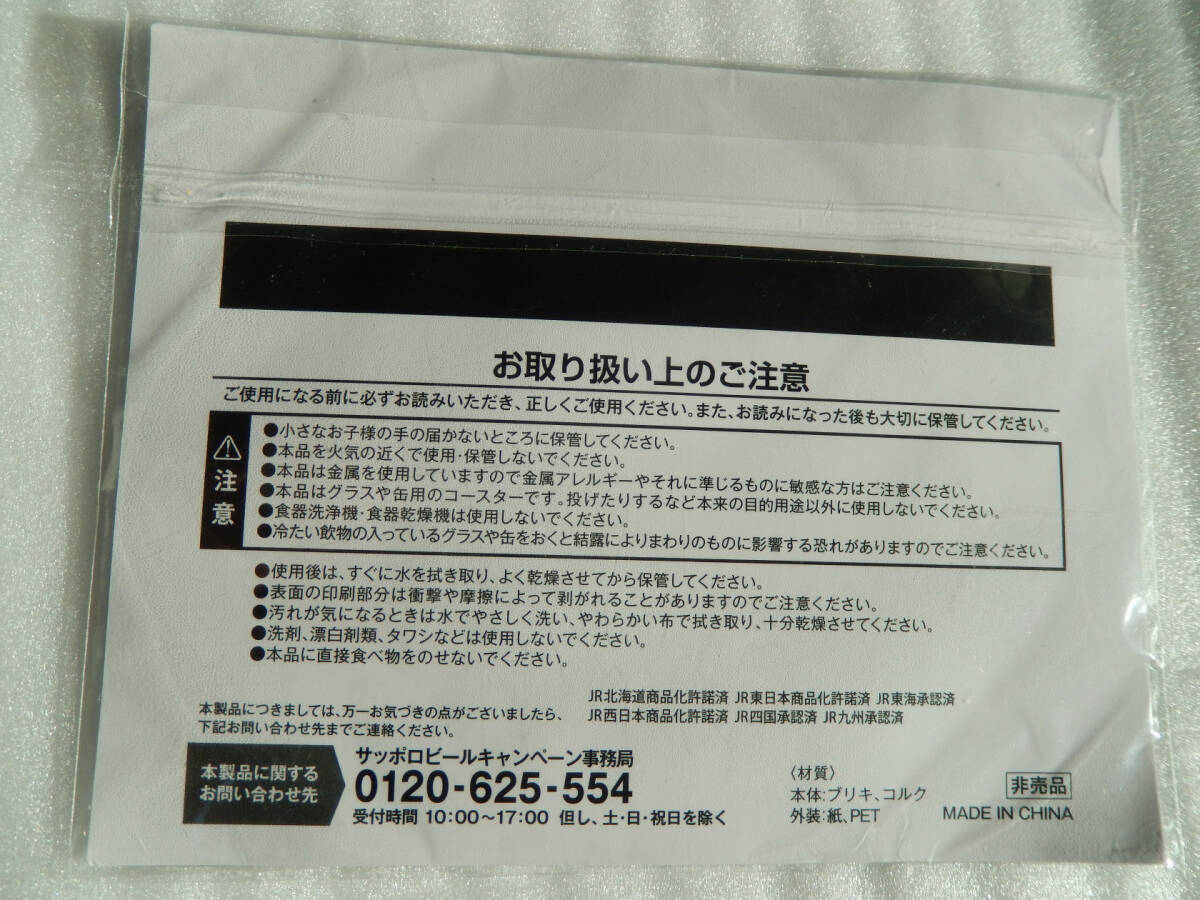 お取り扱い上のご注意
ご使用になる前に必ずお読みいただき、正しくご使用ください。また、お読みになった後も大切に保管してください。
注意
●小さなお子様の手の届かないところに保管してください。
●本品を火気の近くで使用・保管しないでください。
●本品は金属を使用していますので金属アレルギーやそれに準じるものに敏感な方はご注意ください。
●本品はグラスや缶用のコースターです。投げたりするなど本来の目的用途以外に使用しないでください。
●食器洗浄機・食器乾燥機は使用しないでください。
●冷たい飲物の入っているグラスや缶をおくと結露によりまわりのものに影響する恐れがありますのでご注意ください。
●使用後は、すぐに水を拭き取り、よく乾燥させてから保管してください。
●表面の印刷部分は衝撃や摩擦によって剥がれることがありますのでご注意ください。
●汚れが気になるときは水でやさしく洗い、やわらかい布で拭き取り、十分乾燥させてください。
●洗剤、漂白剤類、タワシなどは使用しないでください。
●本品に直接食べ物をのせないでください。
JR北海道商品化許諾済 JR東日本商品化許諾済 JR東海承認済
JR西日本商品化許諾済 JR四国承認済 JR九州承認済
本製品につきましては、万一お気づきの点がございましたら、
下記お問い合わせ先までご連絡ください。
本製品に関する
お問い合わせ先
サッポロビールキャンペーン事務局
0120-625-554
受付時間 10:00〜17:00 但し、土・日・祝日を除く
〈材質〉
本体:ブリキ、コルク
外装:紙、PET
非売品
MADE IN CHINA